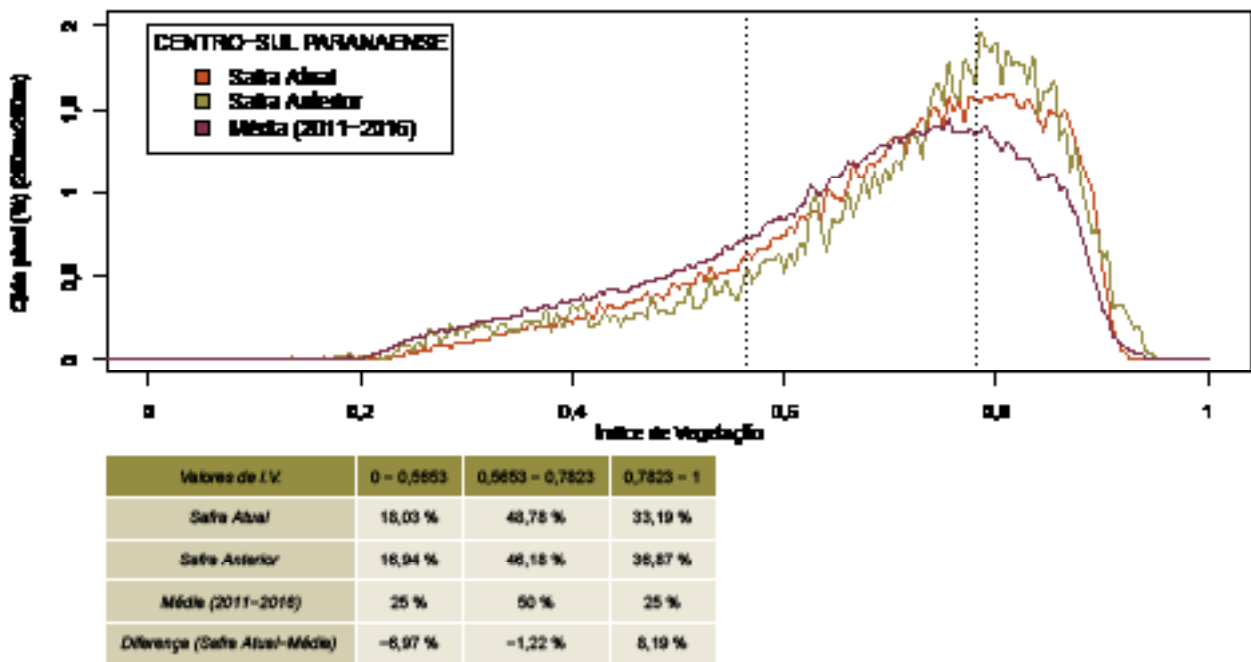 CENTRO-SUL PARANAENSE
Safra Atual
Safra Anterior
Média (2011-2016)
Qtde pixel (%)
2
1,5
1
0,5
0
0 0,2 0,4 0,6 0,8 1
Índice de Vegetação
Valores de I.V. 0 - 0,5653 0,5653 - 0,7823 0,7823 - 1
Safra Atual 18,03 % 48,78 % 33,19 %
Safra Anterior 16,94 % 46,18 % 36,87 %
Média (2011-2016) 25 % 50 % 25 %
Diferença (Safra Atual-Média) -6,97 % -1,22 % 8,19 %